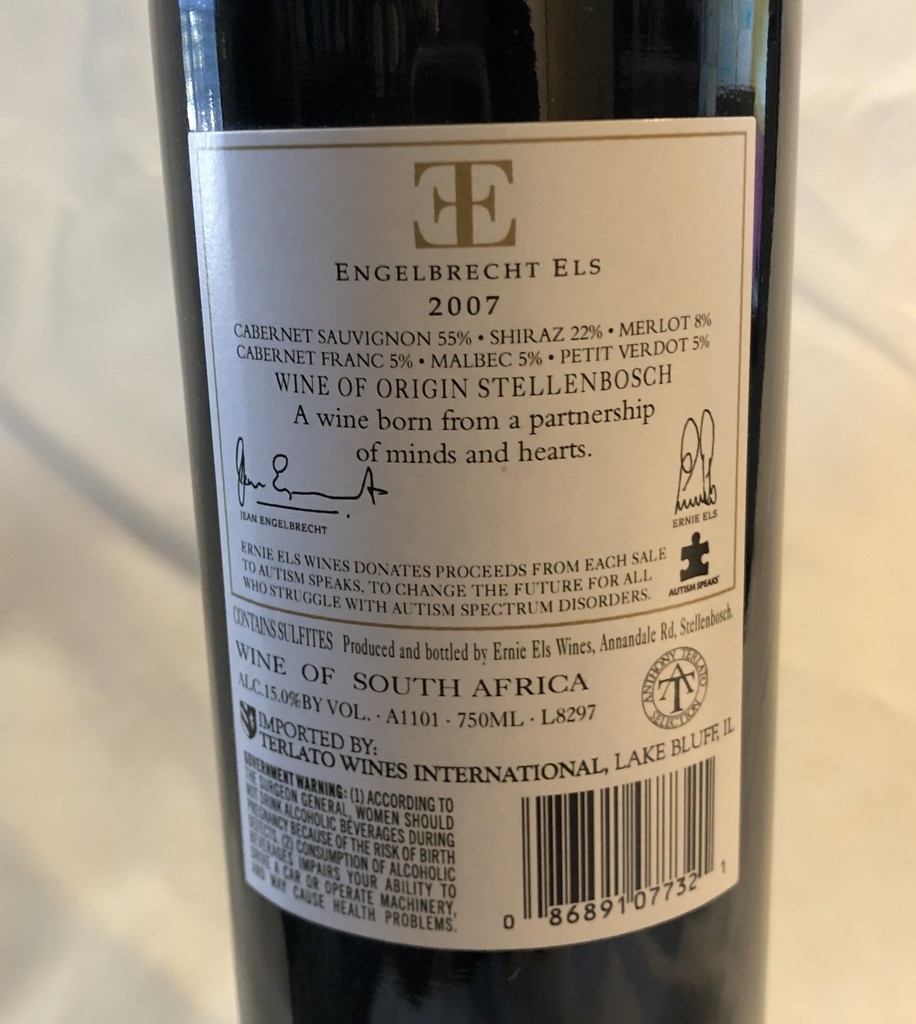 ENGELBRECHT ELS
2007
CABERNET SAUVIGNON 55% • SHIRAZ 22% • MERLOT 8%
CABERNET FRANC 5% • MALBEC 5% • PETIT VERDOT 5%
WINE OF ORIGIN STELLENBOSCH
A wine born from a partnership
of minds and hearts.
JEAN ENGELBRECHT
ERNIE ELS
ERNIE ELS WINES DONATES PROCEEDS FROM EACH SALE
TO AUTISM SPEAKS, TO CHANGE THE FUTURE FOR ALL
WHO STRUGGLE WITH AUTISM SPECTRUM DISORDERS.
AUTISM SPEAKS
CONTAINS SULFITES Produced and bottled by Ernie Els Wines, Annandale Rd, Stellenbosch.
WINE OF SOUTH AFRICA
ALC.15.0% BY VOL. · A1101 · 750ML · L8297
ANTHONY TERLATO
SELECTION
IMPORTED BY:
TERLATO WINES INTERNATIONAL, LAKE BLUFF, IL
GOVERNMENT WARNING: (1) ACCORDING TO
THE SURGEON GENERAL, WOMEN SHOULD
NOT DRINK ALCOHOLIC BEVERAGES DURING
PREGNANCY BECAUSE OF THE RISK OF BIRTH
DEFECTS. (2) CONSUMPTION OF ALCOHOLIC
BEVERAGES IMPAIRS YOUR ABILITY TO
DRIVE A CAR OR OPERATE MACHINERY,
AND MAY CAUSE HEALTH PROBLEMS.
0 86891 07732 1